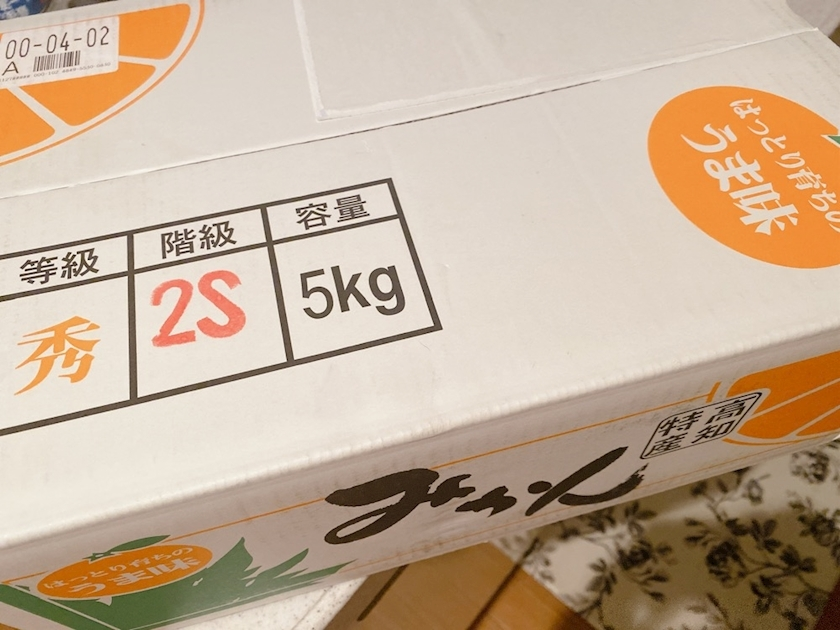 00-04-02
A
はっとり育ちの
うま味
等級
階級
容量
秀
2S
5kg
高知
特産
みかん
はっとり育ちの
うま味